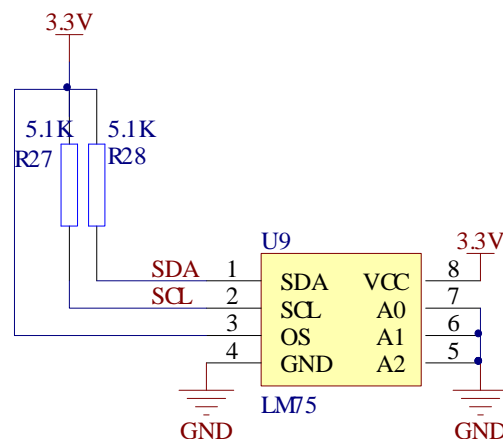 3.3V
5.1K 5.1K
R27 R28
U9
3.3V
SDA 1 SDA VCC 8
SCL 2 SCL A0 7
3 OS A1 6
4 GND A2 5
LM75
GND GND